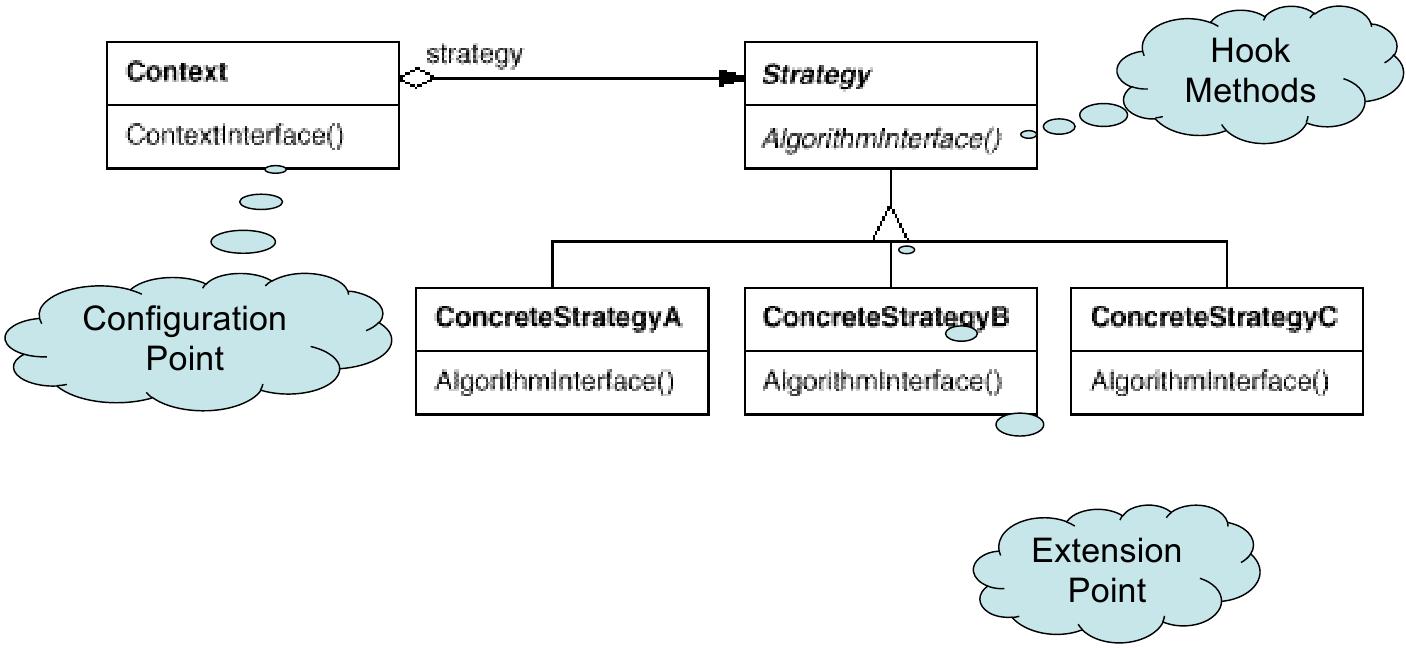 strategy
Context
ContextInterface()
Strategy
AlgorithmInterface()
Hook
Methods
Configuration
Point
ConcreteStrategyA
AlgorithmInterface()
ConcreteStrategyB
AlgorithmInterface()
ConcreteStrategyC
AlgorithmInterface()
Extension
Point